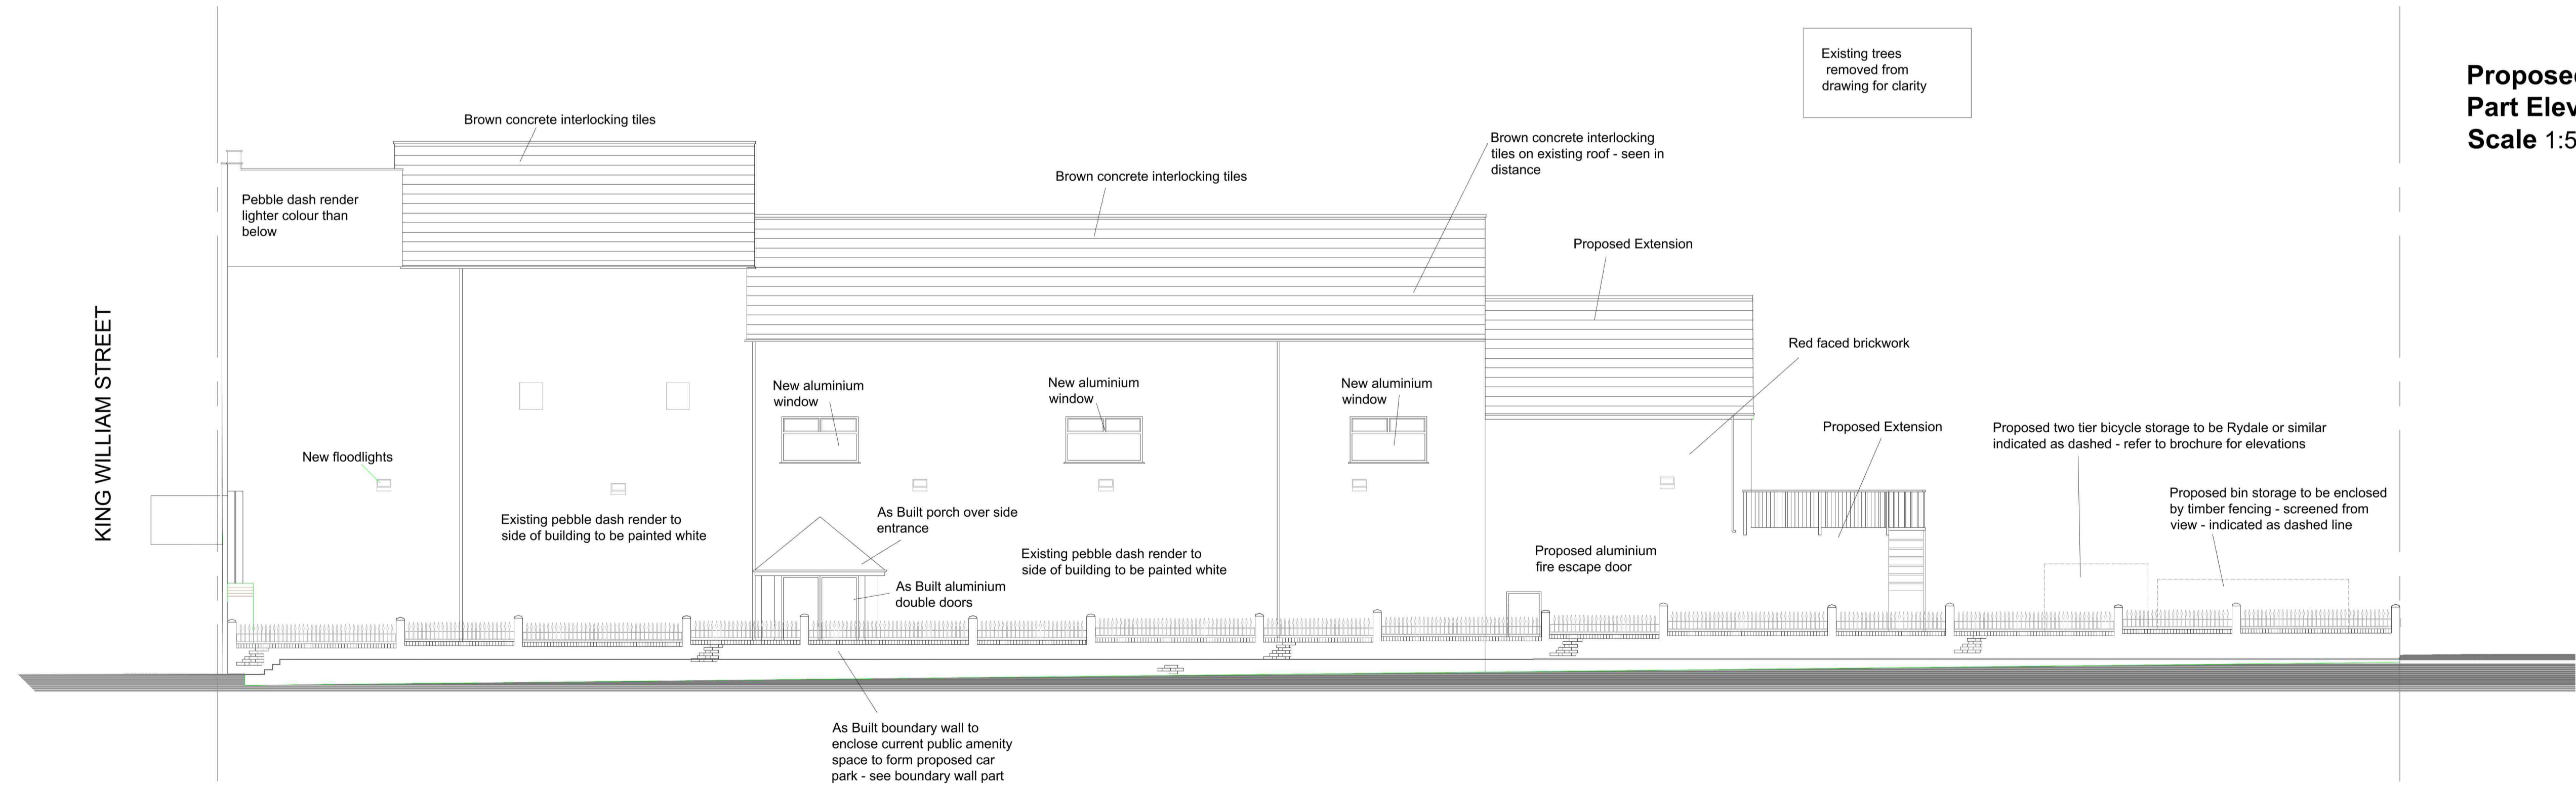 Existing trees
removed from
drawing for clarity
Proposed
Part Elev
Scale 1:5
Brown concrete interlocking tiles
Brown concrete interlocking
tiles on existing roof - seen in
distance
Brown concrete interlocking tiles
Pebble dash render
lighter colour than
below
Proposed Extension
KING WILLIAM STREET
Red faced brickwork
New aluminium
window
New aluminium
window
New aluminium
window
Proposed Extension
Proposed two tier bicycle storage to be Rydale or similar
indicated as dashed - refer to brochure for elevations
New floodlights
Proposed bin storage to be enclosed
by timber fencing - screened from
view - indicated as dashed line
Existing pebble dash render to
side of building to be painted white
As Built porch over side
entrance
Existing pebble dash render to
side of building to be painted white
Proposed aluminium
fire escape door
As Built aluminium
double doors
As Built boundary wall to
enclose current public amenity
space to form proposed car
park - see boundary wall part